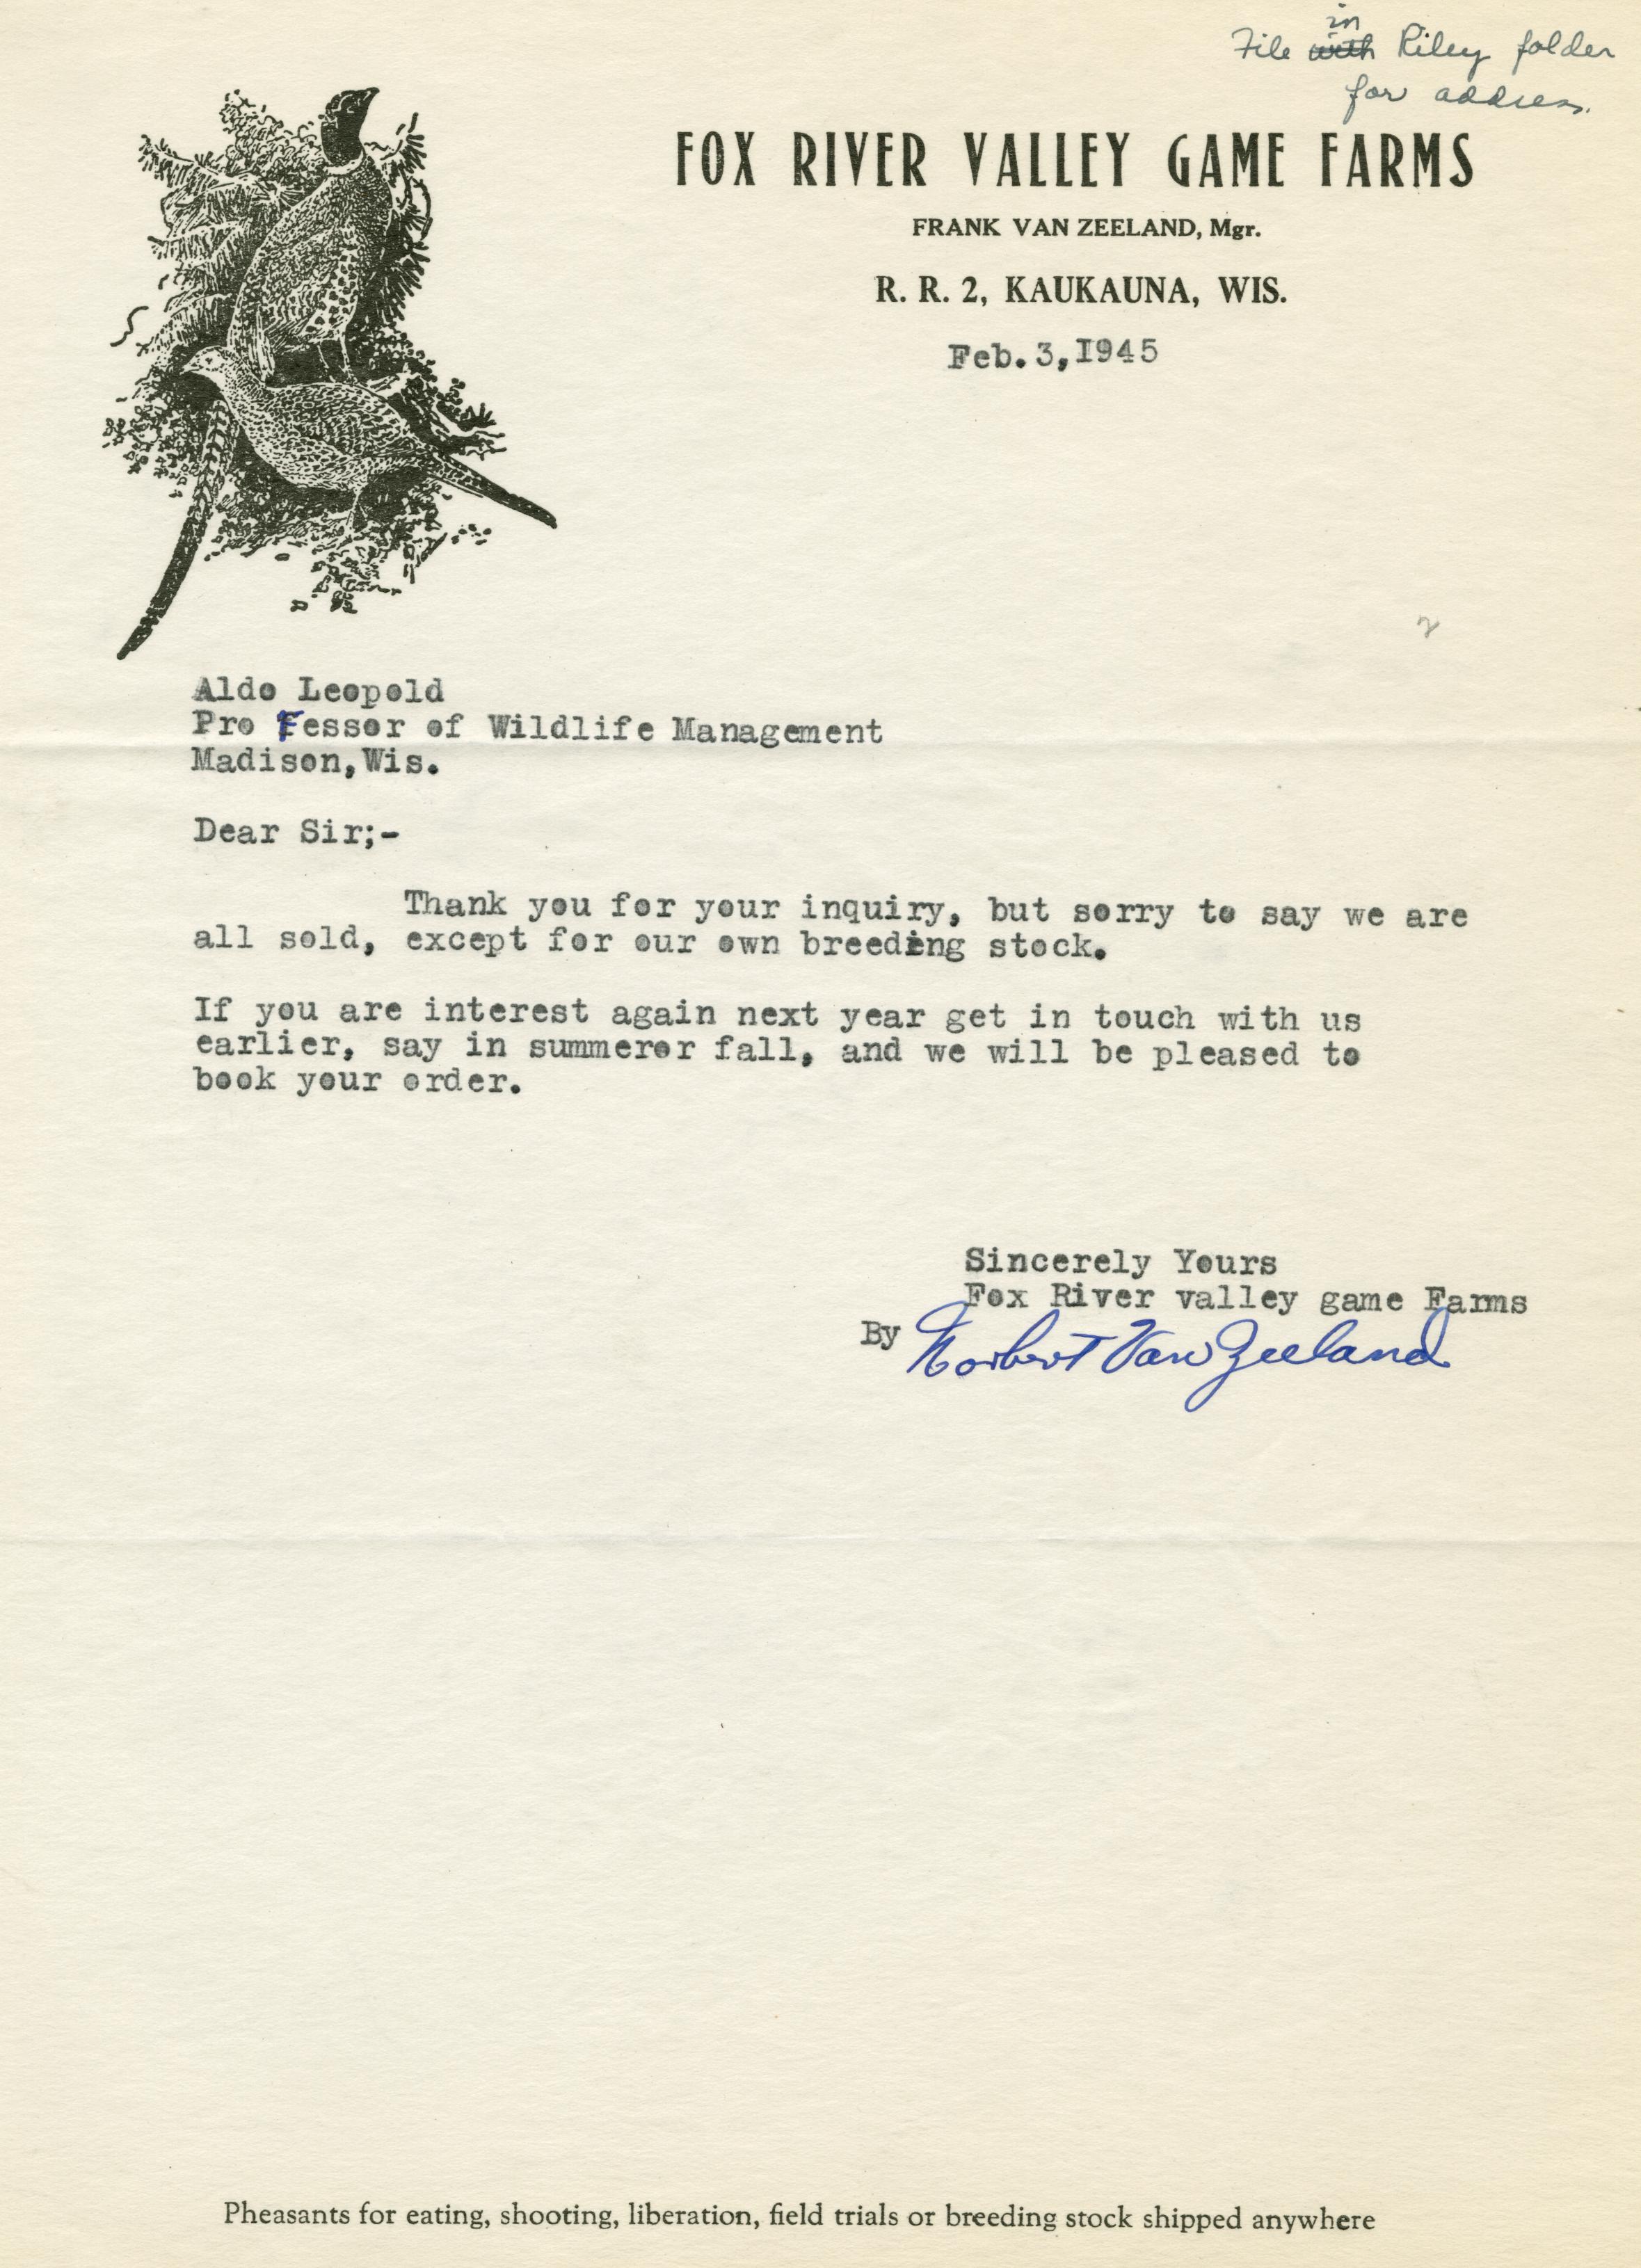 in
File with Riley folder
for address.
FOX RIVER VALLEY GAME FARMS
FRANK VAN ZEELAND, Mgr.
R. R. 2, KAUKAUNA, WIS.
Feb. 3, 1945
2
Aldo Leopold
Pro Fessor of Wildlife Management
Madison, Wis.
Dear Sir;-
Thank you for your inquiry, but sorry to say we are
all sold, except for our own breeding stock.
If you are interest again next year get in touch with us
earlier, say in summeror fall, and we will be pleased to
book your order.
Sincerely Yours
Fox River valley game Farms
By Norbert Van Zeeland
Pheasants for eating, shooting, liberation, field trials or breeding stock shipped anywhere